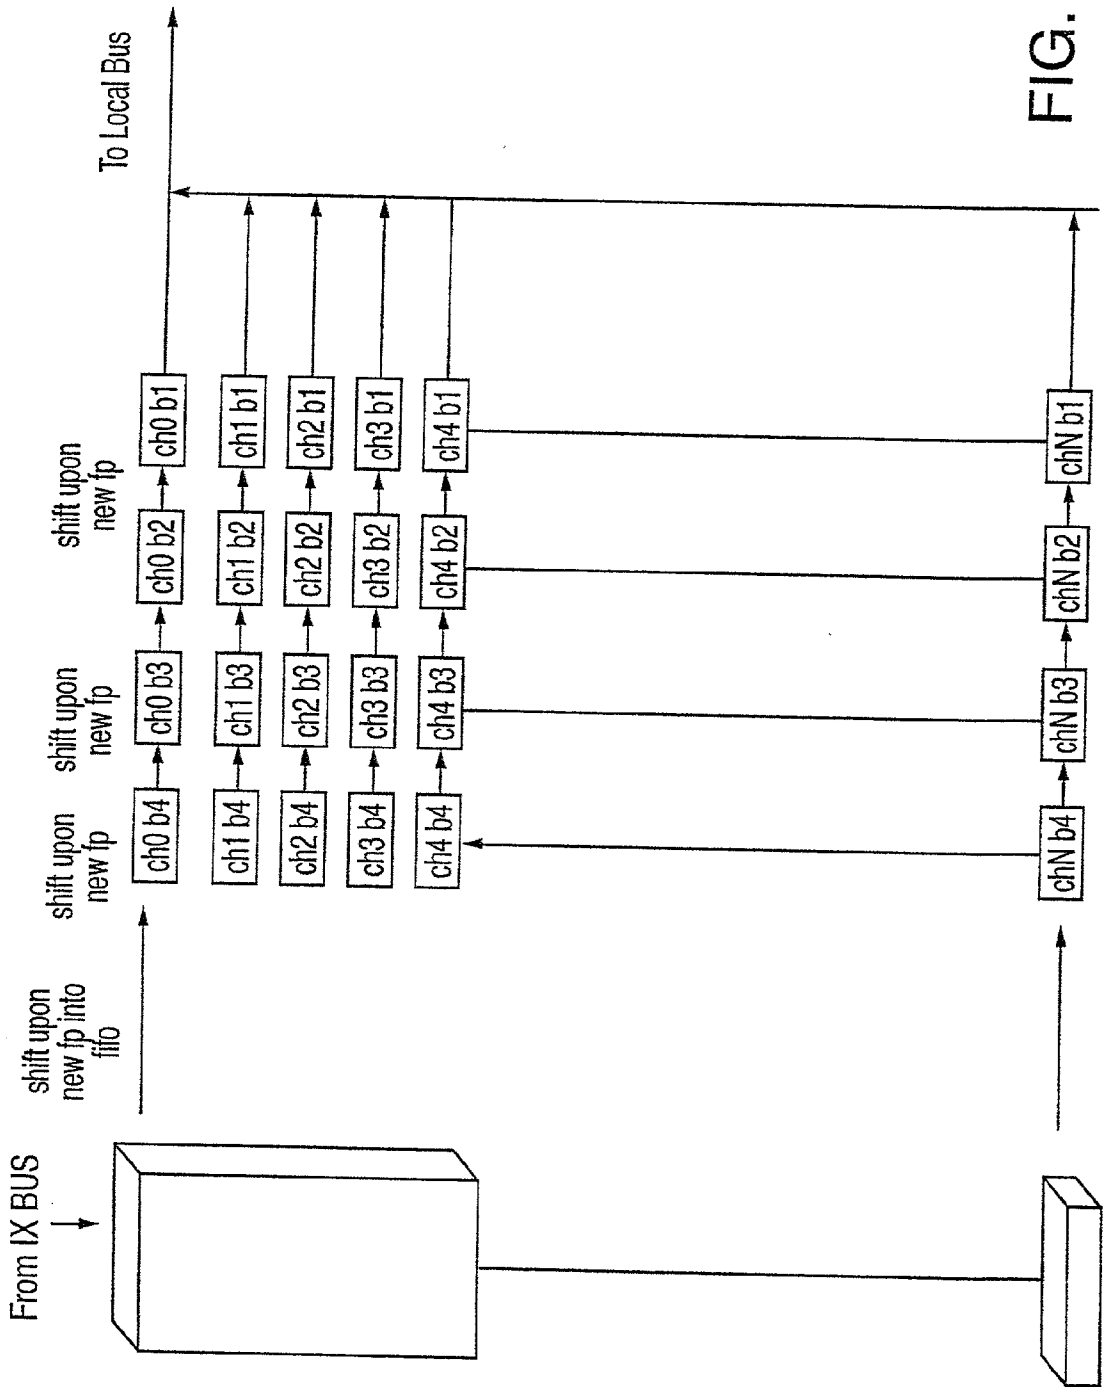 From IX BUS
shift upon
new fp into
fifo
shift upon
new fp
shift upon
new fp
shift upon
new fp
To Local Bus
ch0 b4
ch0 b3
ch0 b2
ch0 b1
ch1 b4
ch1 b3
ch1 b2
ch1 b1
ch2 b4
ch2 b3
ch2 b2
ch2 b1
ch3 b4
ch3 b3
ch3 b2
ch3 b1
ch4 b4
ch4 b3
ch4 b2
ch4 b1
chN b4
chN b3
chN b2
chN b1
FIG.